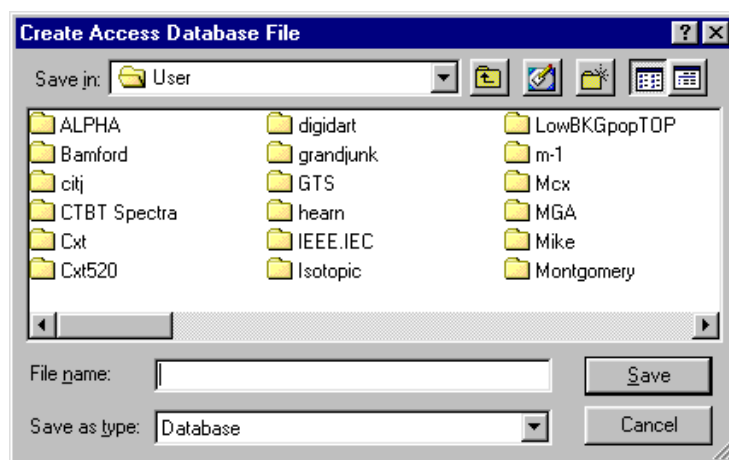 Create Access Database File
Save in: User
ALPHA digidart LowBKGpopTOP
Bamford grandjunk m-1
citj GTS Mcx
CTBT Spectra hearn MGA
Cxt IEEE.IEC Mike
Cxt520 Isotopic Montgomery
File name: Save
Save as type: Database Cancel